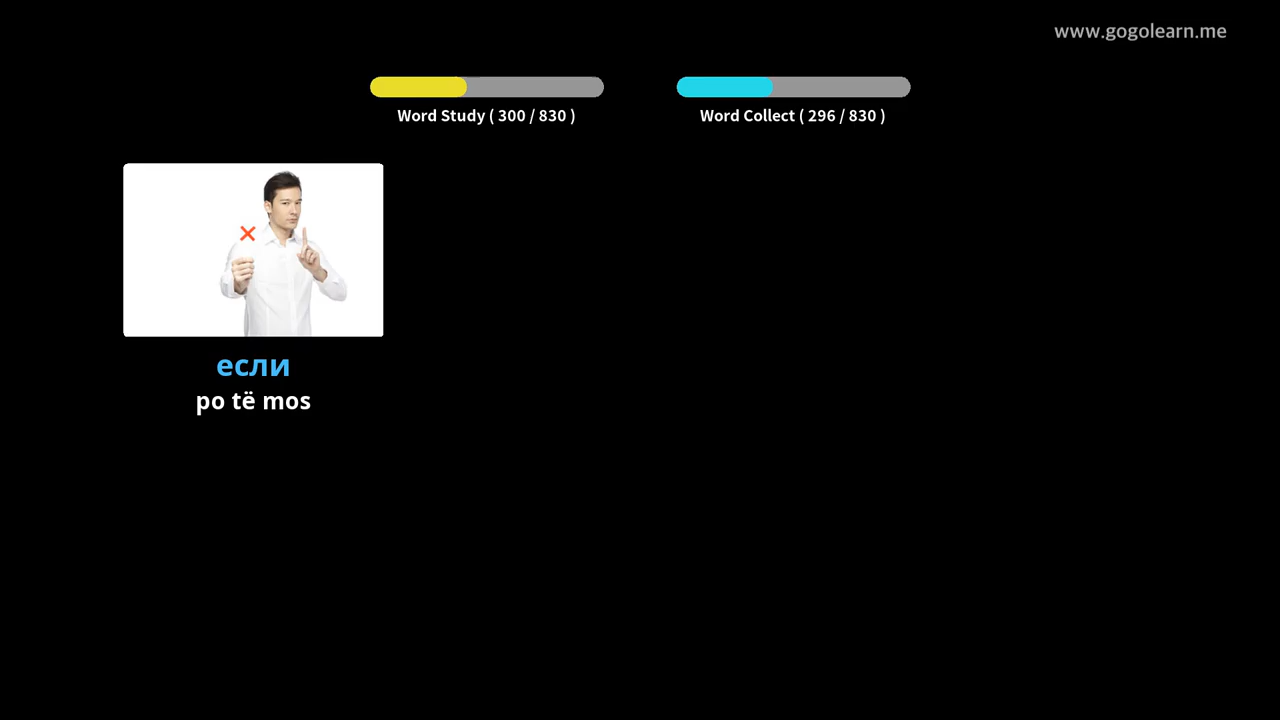 www.gogolearn.me
Word Study ( 300 / 830 )
Word Collect ( 296 / 830 )
если
po të mos